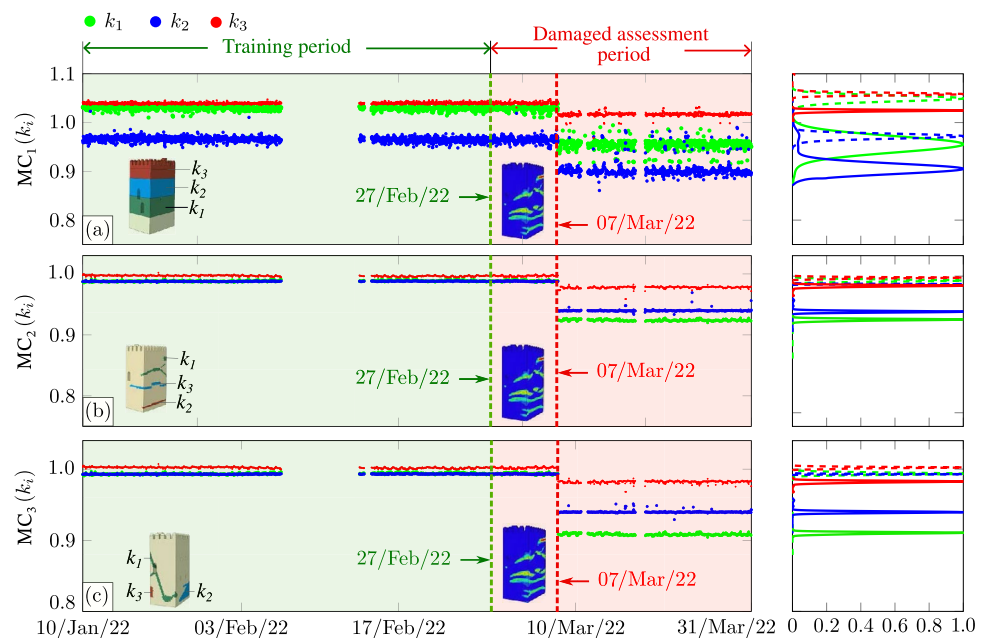 k1 k2 k3
Training period
Damaged assessment
period
1.1
1.0
0.9
0.8
MC1(ki)
k3
k2
k1
(a)
27/Feb/22
07/Mar/22
1.0
0.9
0.8
MC2(ki)
k1
k3
k2
(b)
27/Feb/22
07/Mar/22
1.0
0.9
0.8
MC3(ki)
k1
k3
k2
(c)
27/Feb/22
07/Mar/22
10/Jan/22 03/Feb/22 17/Feb/22 10/Mar/22 31/Mar/22
0 0.2 0.4 0.6 0.8 1.0